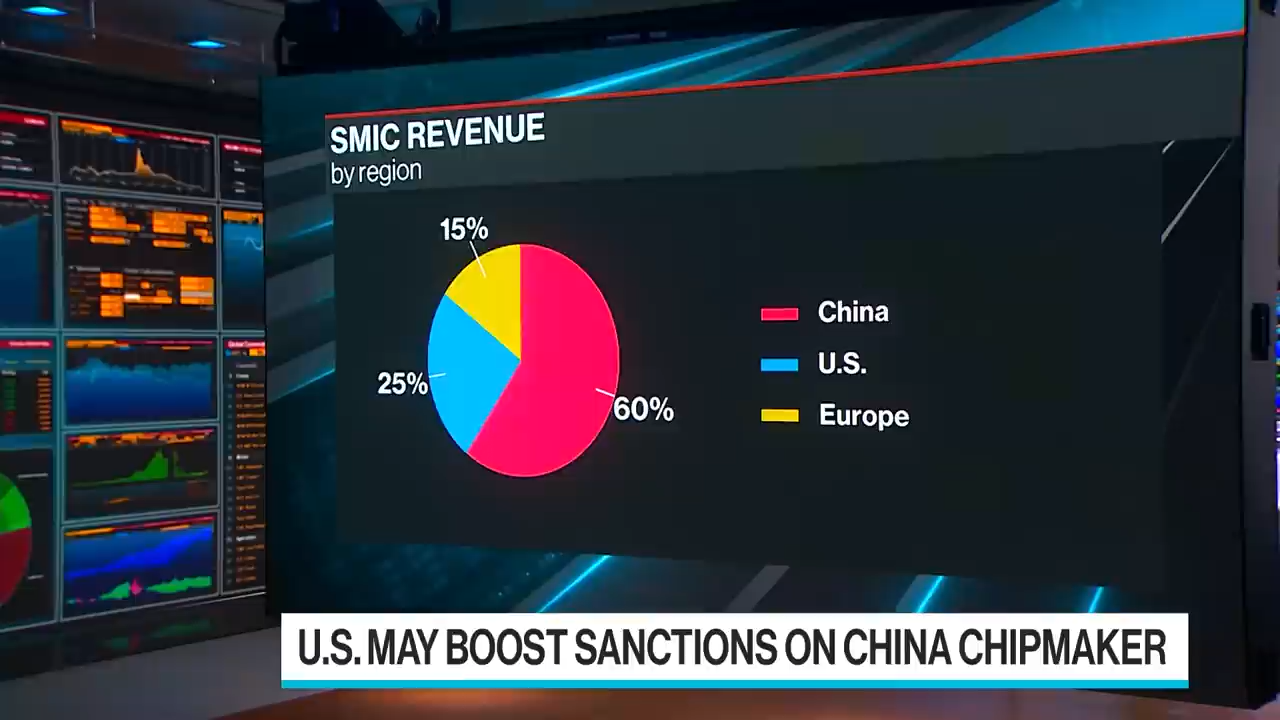 SMIC REVENUE
by region
15%
25%
60%
China
U.S.
Europe
U.S. MAY BOOST SANCTIONS ON CHINA CHIPMAKER